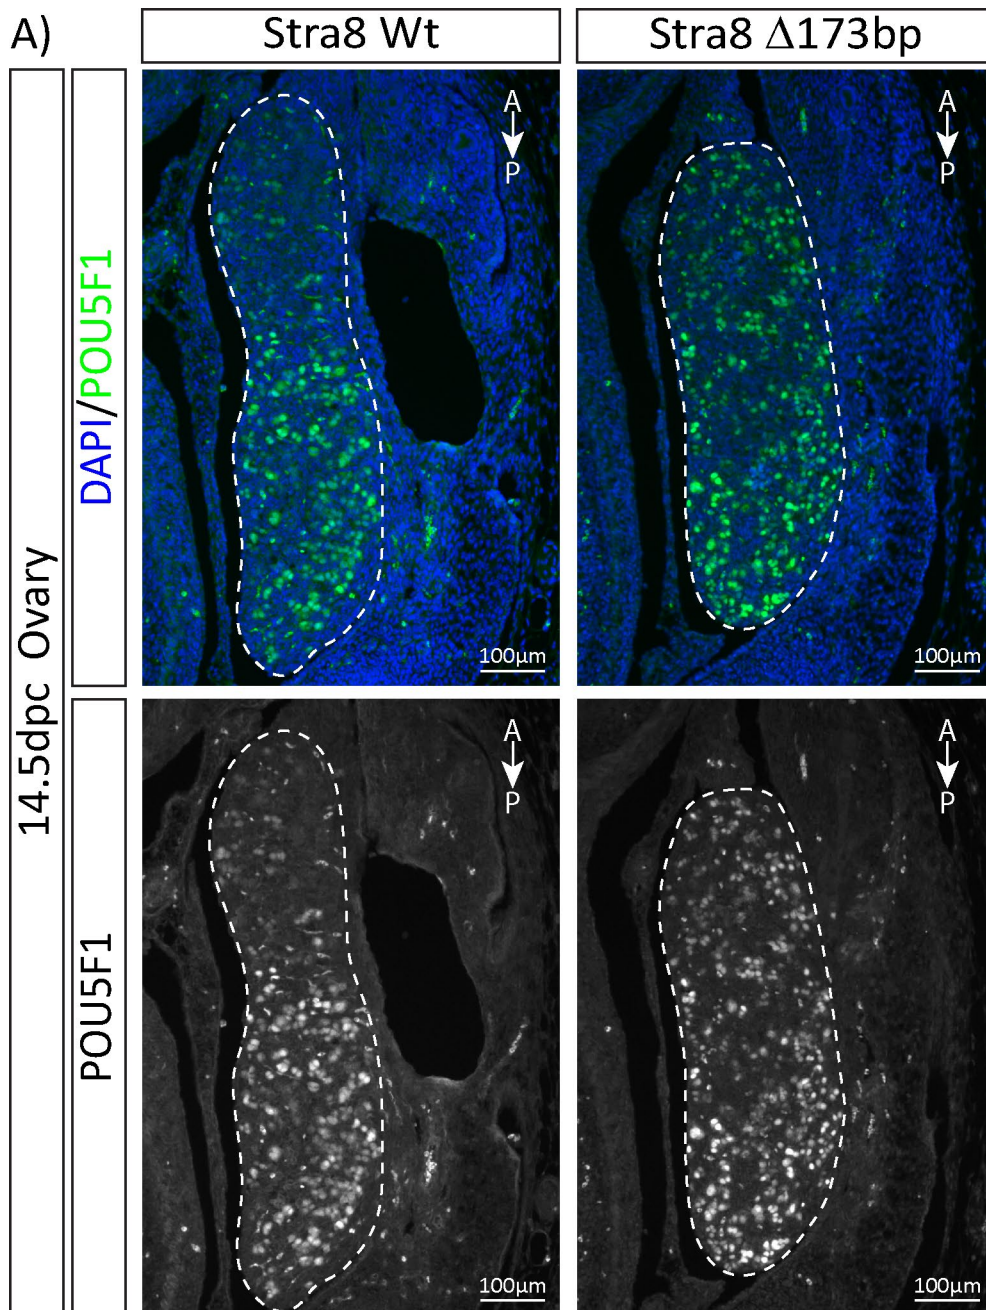 A)
Stra8 Wt
Stra8 Δ173bp
14.5dpc Ovary
DAPI/POU5F1
A
P
100µm
A
P
100µm
POU5F1
A
P
100µm
A
P
100µm